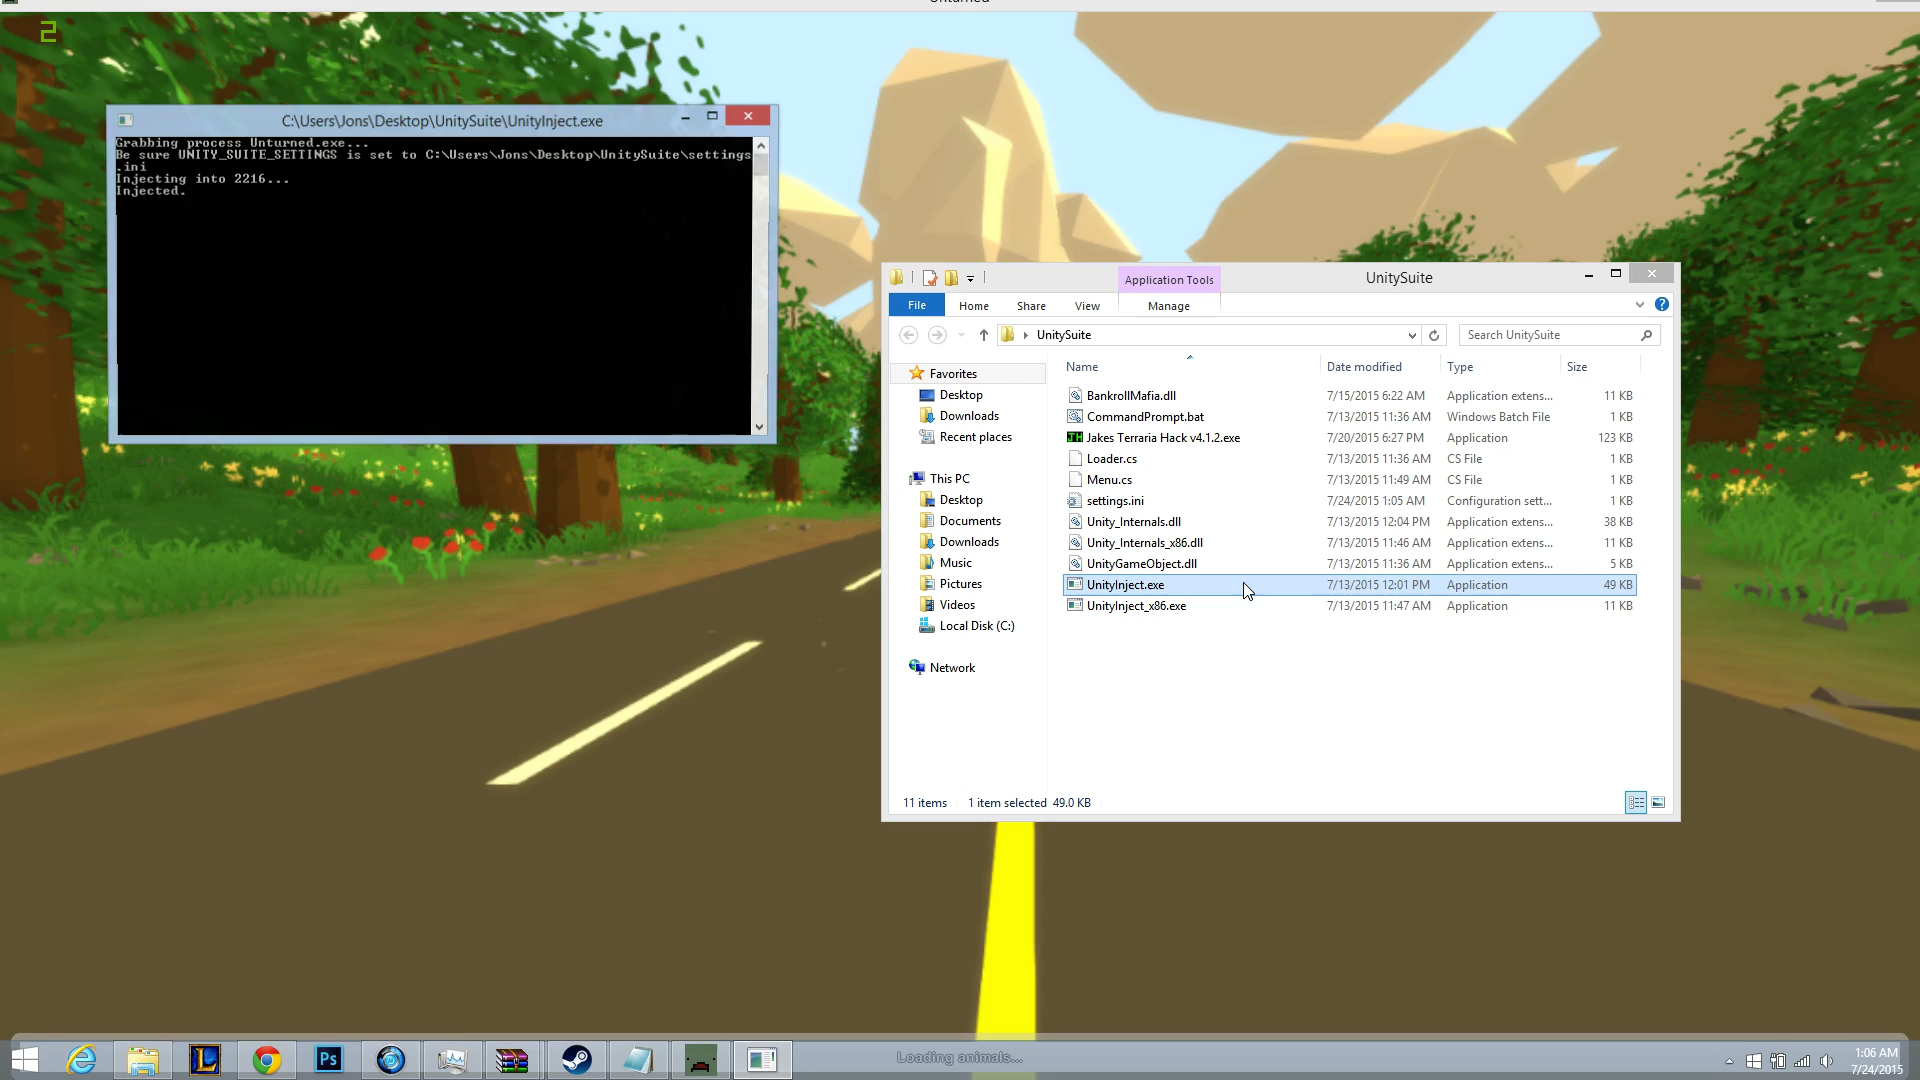 Unturned
2
C:\Users\Jons\Desktop\UnitySuite\UnityInject.exe
Grabbing process Unturned.exe...
Be sure UNITY_SUITE_SETTINGS is set to C:\Users\Jons\Desktop\UnitySuite\settings
.ini
Injecting into 2216...
Injected.
Application Tools
UnitySuite
File Home Share View Manage
UnitySuite
Search UnitySuite
Name Date modified Type Size
Favorites
Desktop
Downloads
Recent places
This PC
Desktop
Documents
Downloads
Music
Pictures
Videos
Local Disk (C:)
Network
BankrollMafia.dll 7/15/2015 6:22 AM Application extens... 11 KB
CommandPrompt.bat 7/13/2015 11:36 AM Windows Batch File 1 KB
JH Jakes Terraria Hack v4.1.2.exe 7/20/2015 6:27 PM Application 123 KB
Loader.cs 7/13/2015 11:36 AM CS File 1 KB
Menu.cs 7/13/2015 11:49 AM CS File 1 KB
settings.ini 7/24/2015 1:05 AM Configuration sett... 1 KB
Unity_Internals.dll 7/13/2015 12:04 PM Application extens... 38 KB
Unity_Internals_x86.dll 7/13/2015 11:46 AM Application extens... 11 KB
UnityGameObject.dll 7/13/2015 11:36 AM Application extens... 5 KB
UnityInject.exe 7/13/2015 12:01 PM Application 49 KB
UnityInject_x86.exe 7/13/2015 11:47 AM Application 11 KB
11 items 1 item selected 49.0 KB
L
Ps
Loading animals...
1:06 AM
7/24/2015